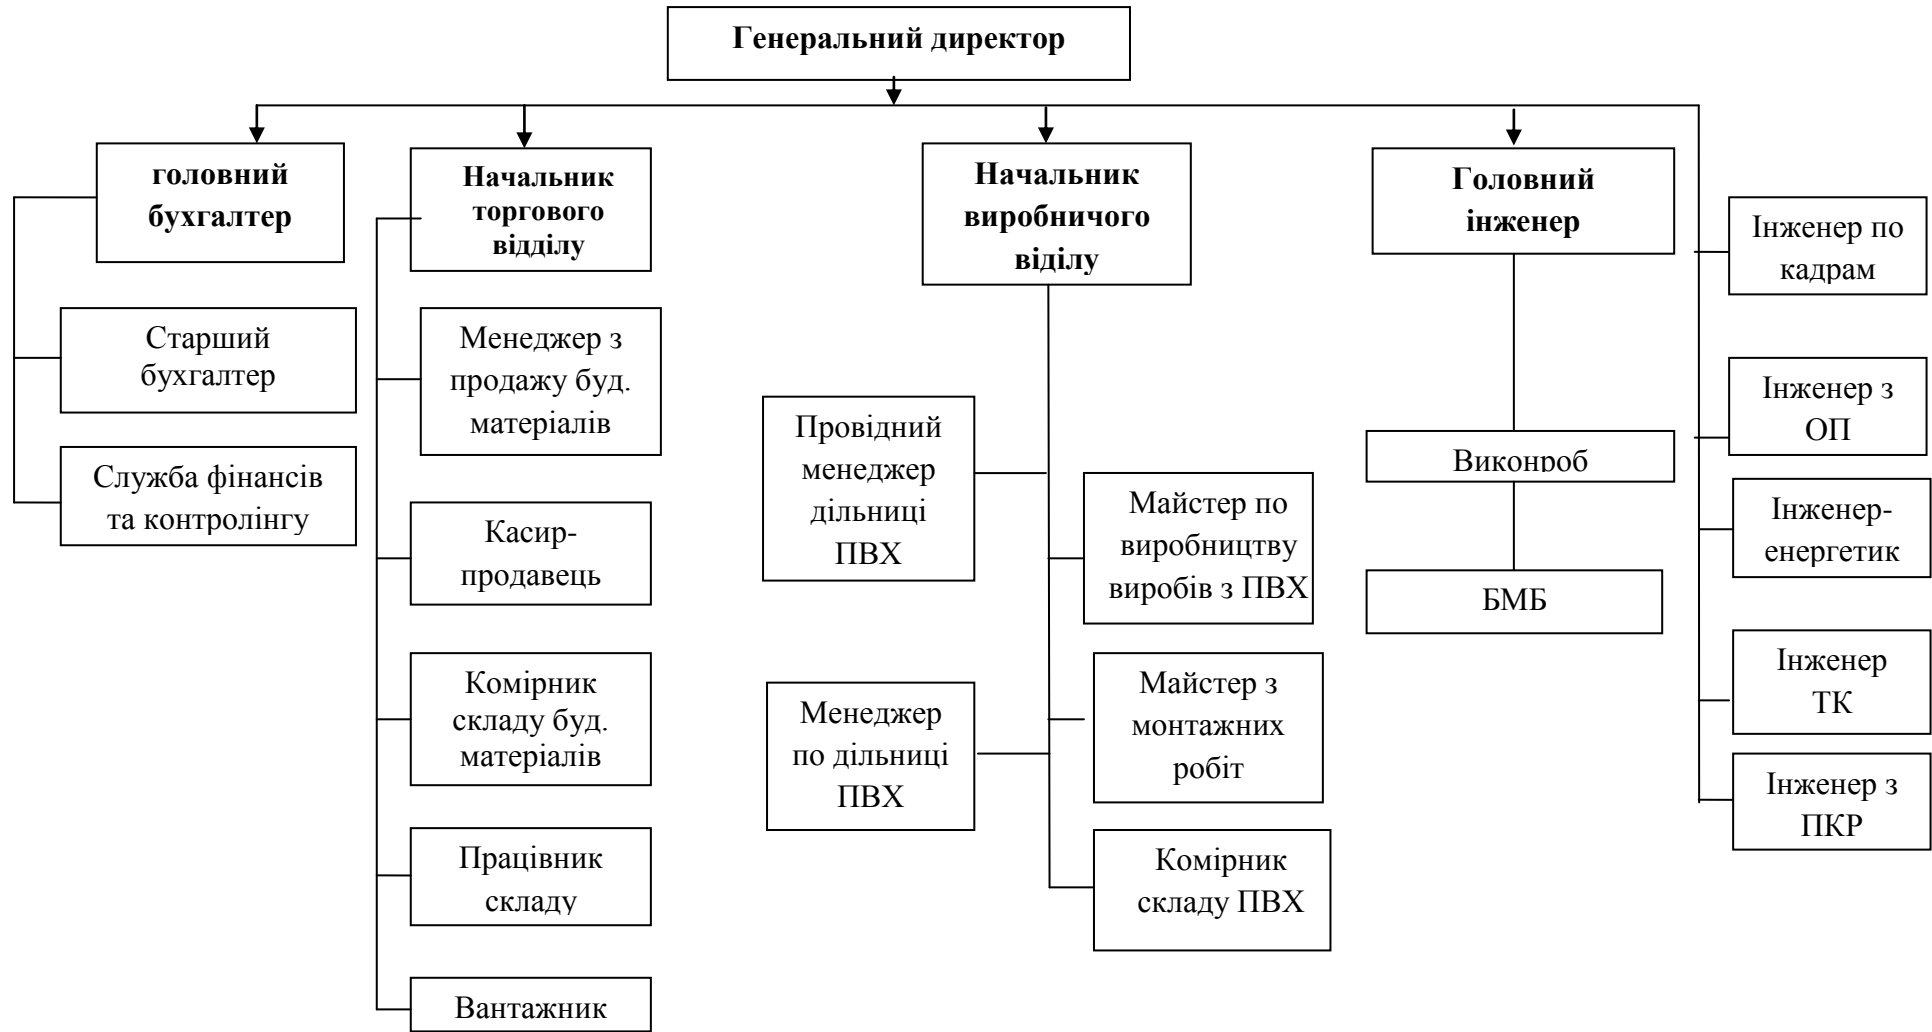 Генеральний директор
головний
бухгалтер
Старший
бухгалтер
Служба фінансів
та контролінгу
Начальник
торгового
відділу
Менеджер з
продажу буд.
матеріалів
Касир-
продавець
Комірник
складу буд.
матеріалів
Працівник
складу
Вантажник
Начальник
виробничого
віділу
Провідний
менеджер
дільниці
ПВХ
Менеджер
по дільниці
ПВХ
Майстер по
виробництву
виробів з ПВХ
Майстер з
монтажних
робіт
Комірник
складу ПВХ
Головний
інженер
Виконроб
БМБ
Інженер по
кадрам
Інженер з
ОП
Інженер-
енергетик
Інженер
ТК
Інженер з
ПКР